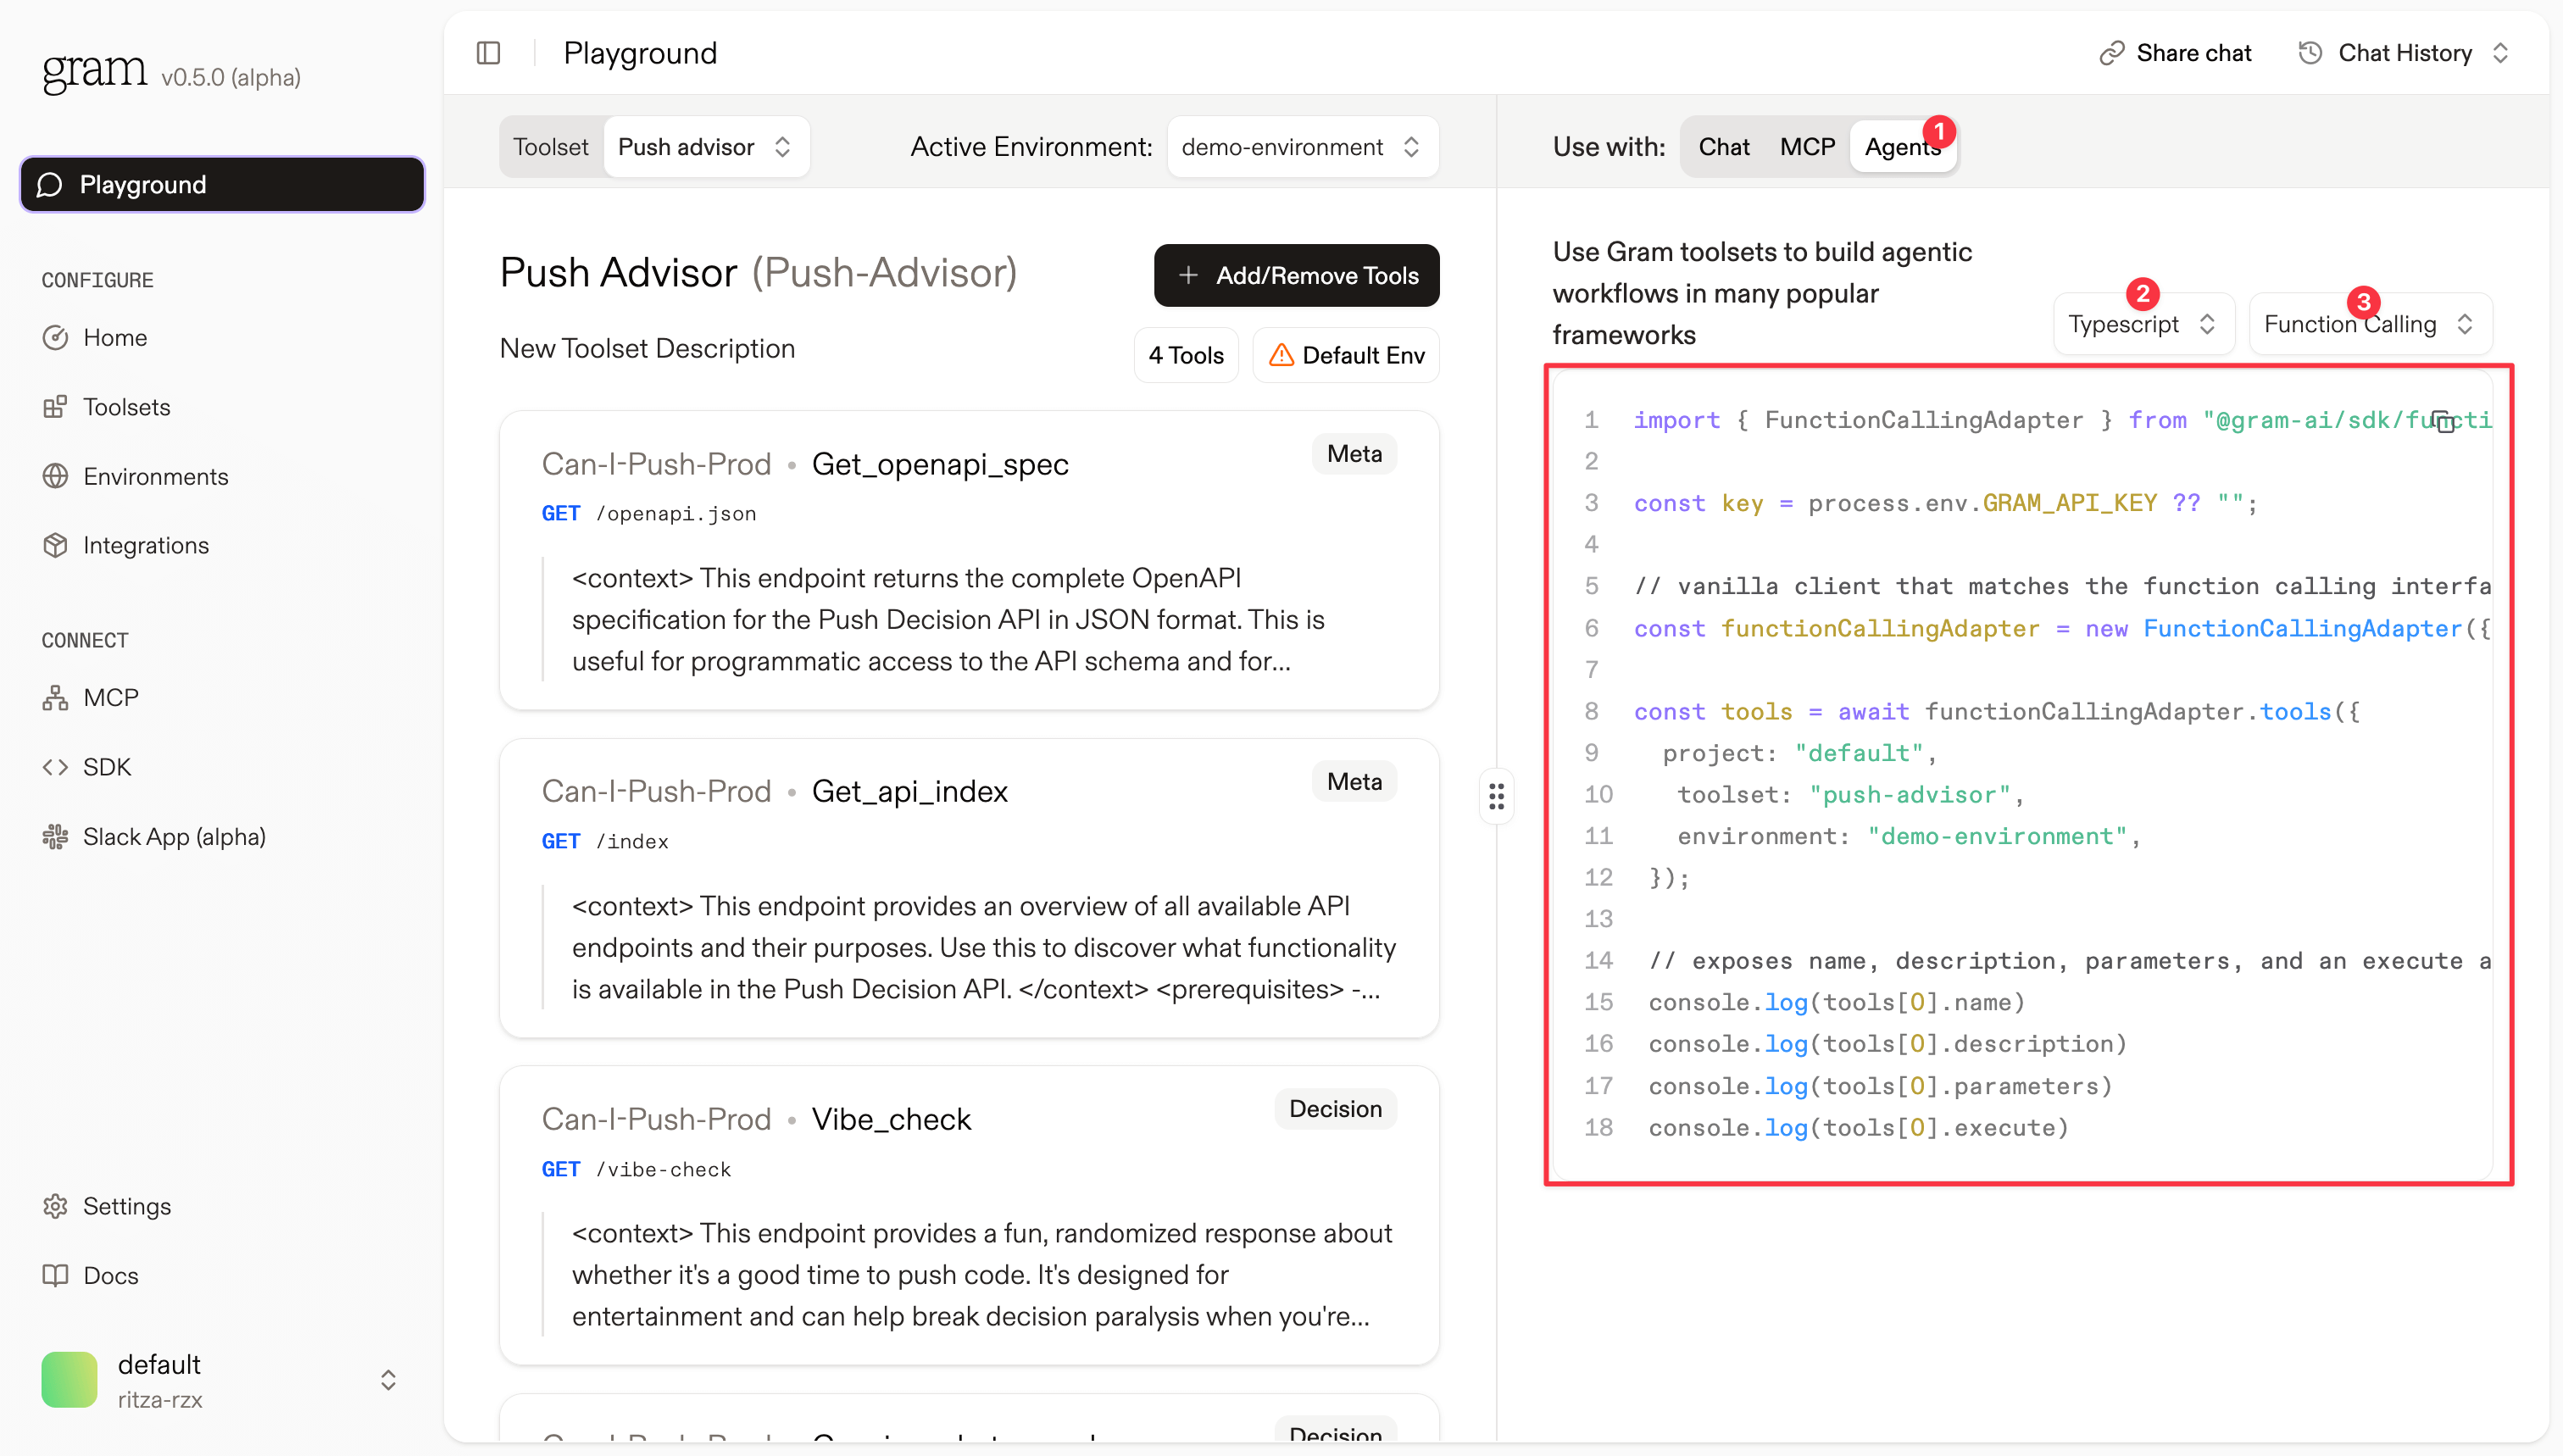 gram v0.5.0 (alpha)
Playground
CONFIGURE
Home
Toolsets
Environments
Integrations
CONNECT
MCP
SDK
Slack App (alpha)
Settings
Docs
default
ritza-rzx
Playground
Share chat
Chat History
Toolset Push advisor
Active Environment: demo-environment
Push Advisor (Push-Advisor)
Add/Remove Tools
New Toolset Description
4 Tools
Default Env
Can-I-Push-Prod • Get_openapi_spec
Meta
GET /openapi.json
<context> This endpoint returns the complete OpenAPI
specification for the Push Decision API in JSON format. This is
useful for programmatic access to the API schema and for...
Can-I-Push-Prod • Get_api_index
Meta
GET /index
<context> This endpoint provides an overview of all available API
endpoints and their purposes. Use this to discover what functionality
is available in the Push Decision API. </context> <prerequisites> -...
Can-I-Push-Prod • Vibe_check
Decision
GET /vibe-check
<context> This endpoint provides a fun, randomized response about
whether it's a good time to push code. It's designed for
entertainment and can help break decision paralysis when you're...
Decision
Use with: Chat MCP Agents 1
Use Gram toolsets to build agentic
workflows in many popular
frameworks
2
Typescript
3
Function Calling
1 import { FunctionCallingAdapter } from "@gram-ai/sdk/functi
2
3 const key = process.env.GRAM_API_KEY ?? "";
4
5 // vanilla client that matches the function calling interfa
6 const functionCallingAdapter = new FunctionCallingAdapter({
7
8 const tools = await functionCallingAdapter.tools({
9 project: "default",
10 toolset: "push-advisor",
11 environment: "demo-environment",
12 });
13
14 // exposes name, description, parameters, and an execute a
15 console.log(tools[0].name)
16 console.log(tools[0].description)
17 console.log(tools[0].parameters)
18 console.log(tools[0].execute)